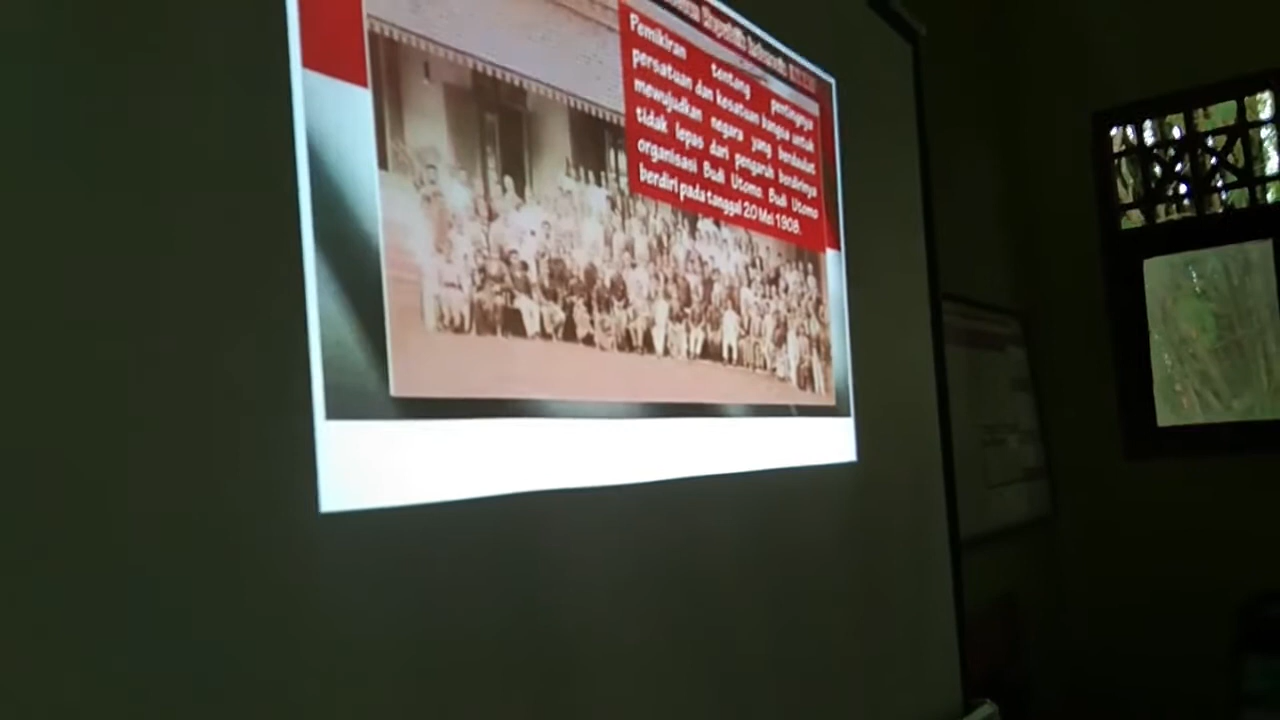 Pemikiran tentang pentingnya
persatuan dan kesatuan bangsa untuk
mewujudkan negara yang berdaulat
tidak lepas dari pengaruh berdirinya
organisasi Budi Utomo. Budi Utomo
berdiri pada tanggal 20 Mei 1908.